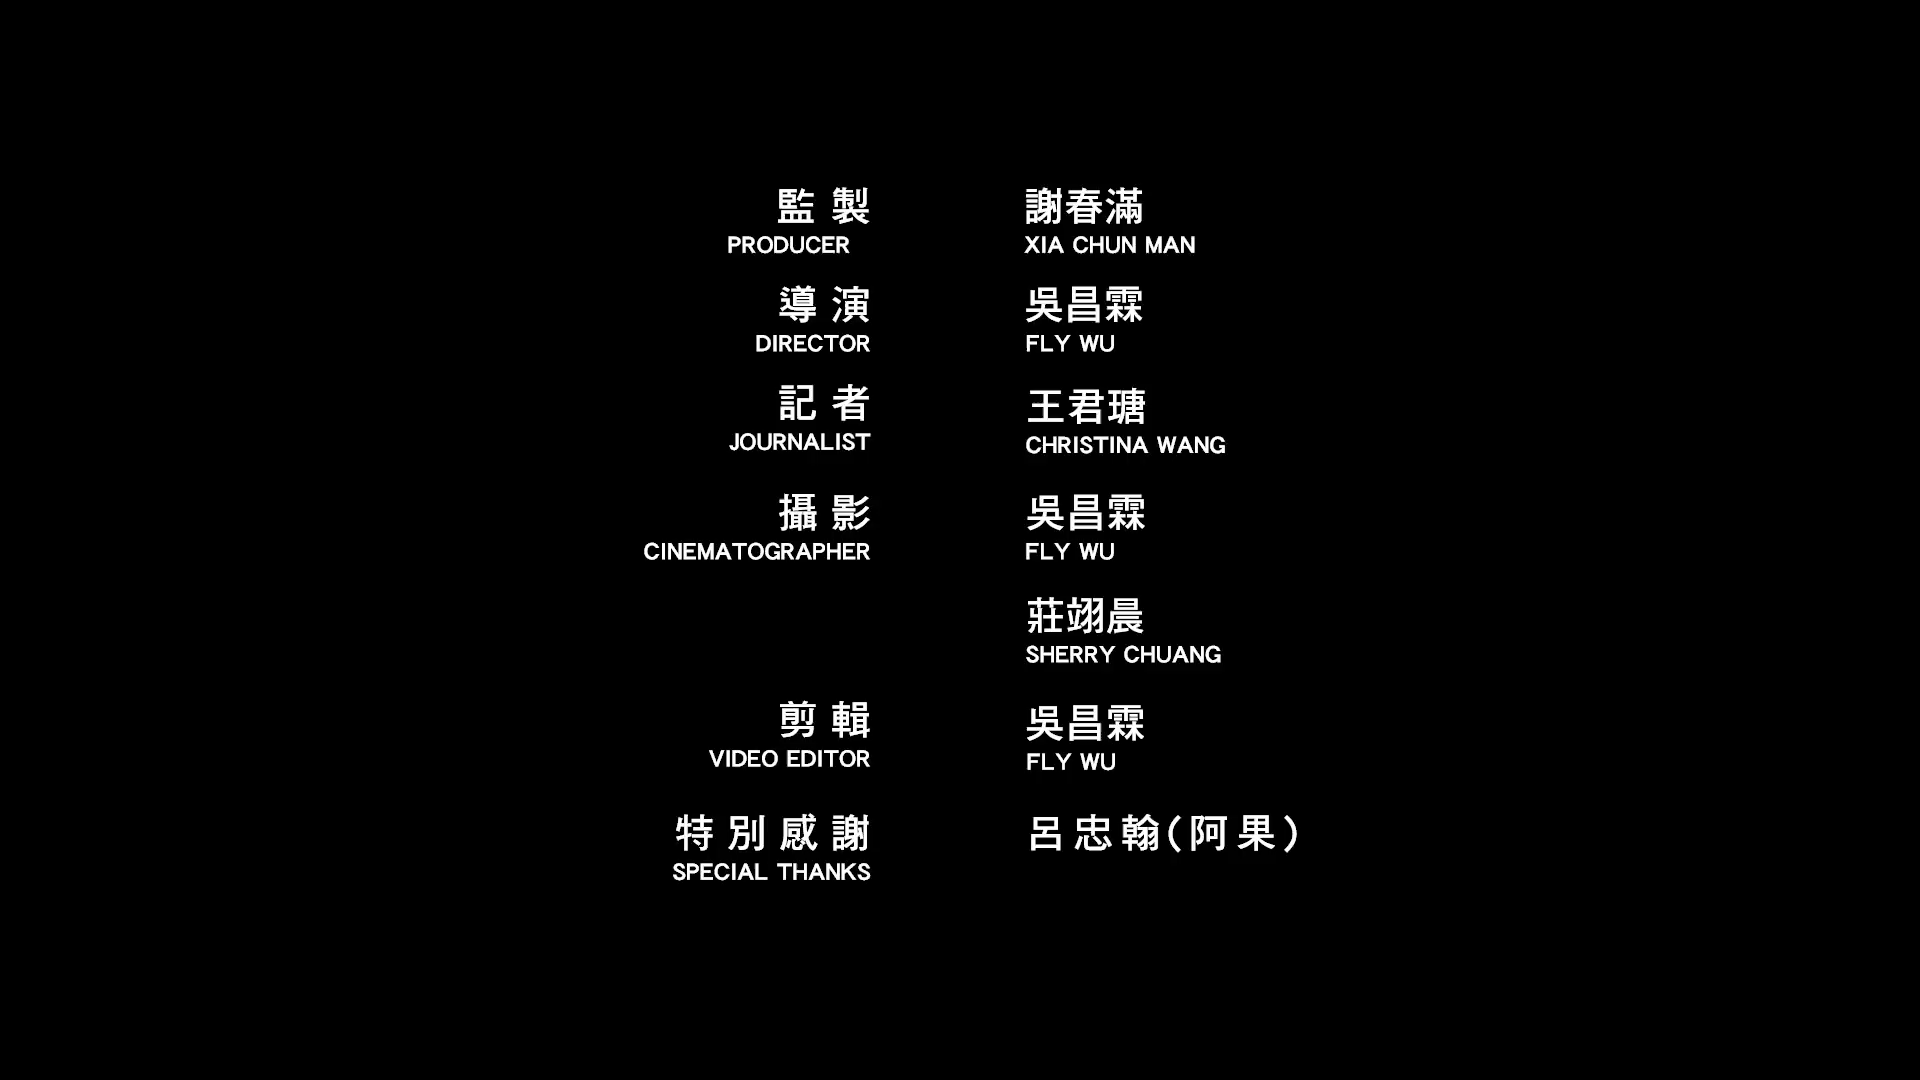 監製 謝春滿
PRODUCER XIA CHUN MAN
導演 吳昌霖
DIRECTOR FLY WU
記者 王君瑭
JOURNALIST CHRISTINA WANG
攝影 吳昌霖
CINEMATOGRAPHER FLY WU
莊翊晨
SHERRY CHUANG
剪輯 吳昌霖
VIDEO EDITOR FLY WU
特別感謝 呂忠翰(阿果)
SPECIAL THANKS